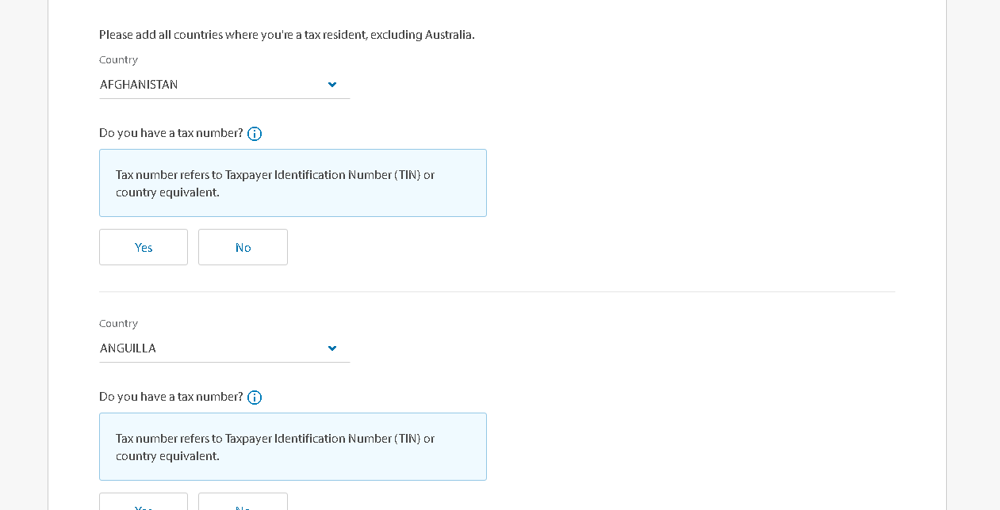 Please add all countries where you're a tax resident, excluding Australia.
Country
AFGHANISTAN
Do you have a tax number?
Tax number refers to Taxpayer Identification Number (TIN) or
country equivalent.
Yes No
Country
ANGUILLA
Do you have a tax number?
Tax number refers to Taxpayer Identification Number (TIN) or
country equivalent.
Yes No